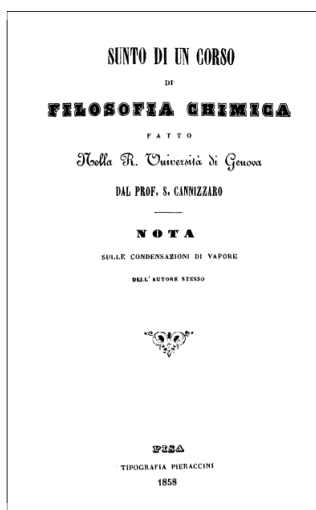 SUNTO DI UN CORSO
DI
FILOSOFIA CHIMICA
FATTO
Nella R. Università di Genova
DAL PROF. S. CANNIZZARO
NOTA
SULLE CONDENSAZIONI DI VAPORE
DELL' AUTORE STESSO
PISA
TIPOGRAFIA PIERACCINI
1858